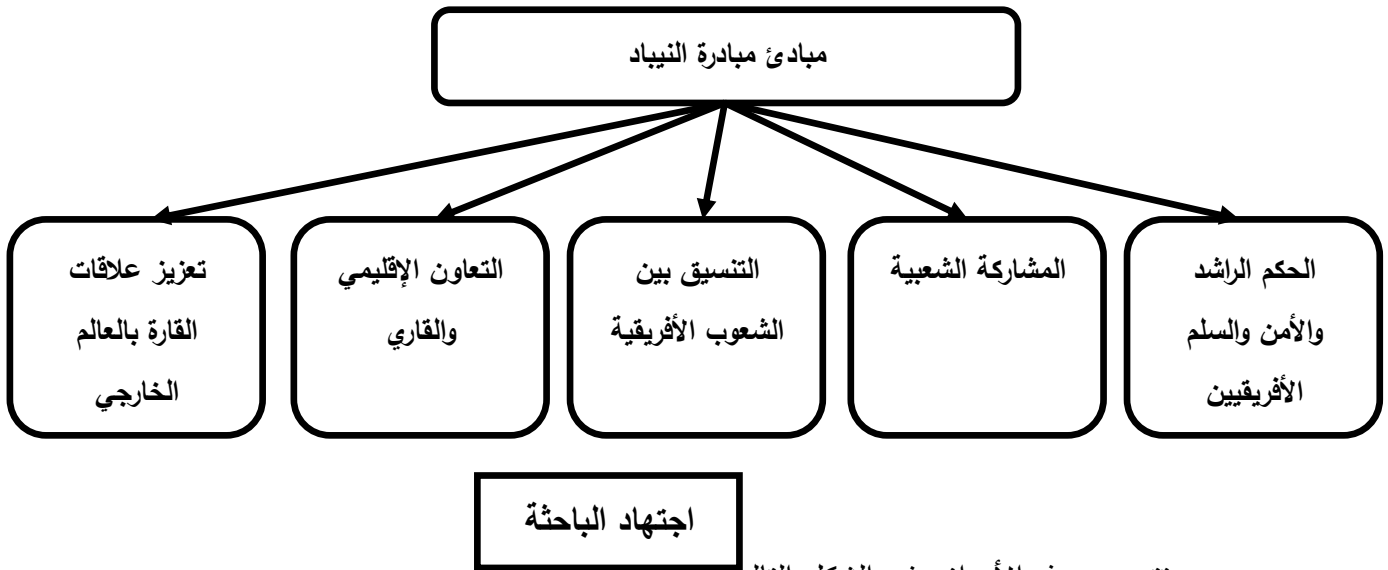 مبادئ مبادرة النيباد
الحكم الراشد
والأمن والسلم
الأفريقيين
المشاركة الشعبية
التنسيق بين
الشعوب الأفريقية
التعاون الإقليمي
والقاري
تعزيز علاقات
القارة بالعالم
الخارجي
اجتهاد الباحثة